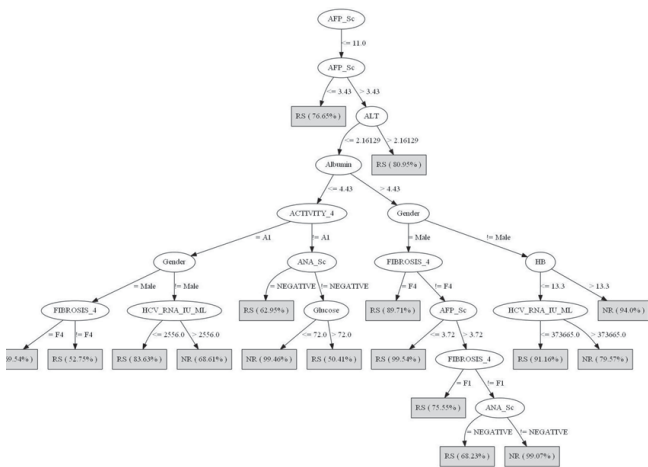 AFP_Sc
<= 11.0
AFP_Sc
<= 3.43 > 3.43
RS ( 76.65% ) ALT
<= 2.16129 > 2.16129
Albumin RS ( 80.95% )
<= 4.43 > 4.43
ACTIVITY_4 Gender
= A1 != A1 = Male != Male
Gender ANA_Sc FIBROSIS_4 HB
= Male != Male = NEGATIVE != NEGATIVE = F4 != F4 <= 13.3 > 13.3
FIBROSIS_4 HCV_RNA_IU_ML RS ( 62.95% ) Glucose RS ( 89.71% ) AFP_Sc HCV_RNA_IU_ML NR ( 94.0% )
= F4 != F4 <= 2556.0 > 2556.0 <= 72.0 > 72.0 <= 3.72 > 3.72 <= 373665.0 > 373665.0
9.54% ) RS ( 52.75% ) RS ( 83.63% ) NR ( 68.61% ) NR ( 99.46% ) RS ( 50.41% ) RS ( 99.54% ) FIBROSIS_4 RS ( 91.16% ) NR ( 79.57% )
= F1 != F1
RS ( 75.55% ) ANA_Sc
= NEGATIVE != NEGATIVE
RS ( 68.23% ) NR ( 99.07% )